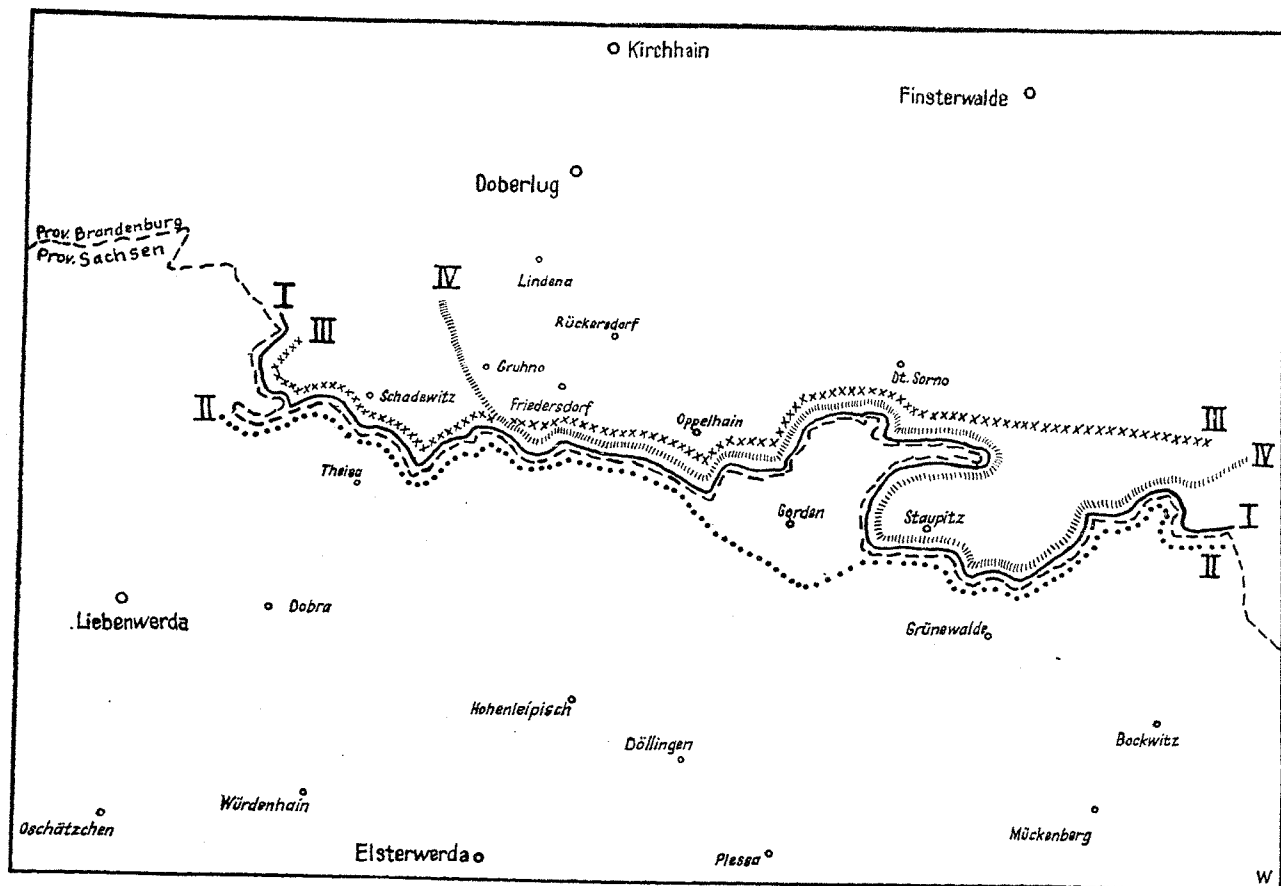 Kirchhain
Finsterwalde
Doberlug
Prov. Brandenburg
Prov. Sachsen
Lindena
IV
I
III
Rückersdorf
Gruhno
Dt. Sorno
Schadewitz
Friedersdorf
II
Oppelhain
III
IV
Theisa
Gorden
Staupitz
I
II
Liebenwerda
Dobra
Grünewalde
Hohenleipisch
Döllingen
Bockwitz
Würdenhain
Oschätzchen
Mückenberg
Elsterwerda
Plessa
W